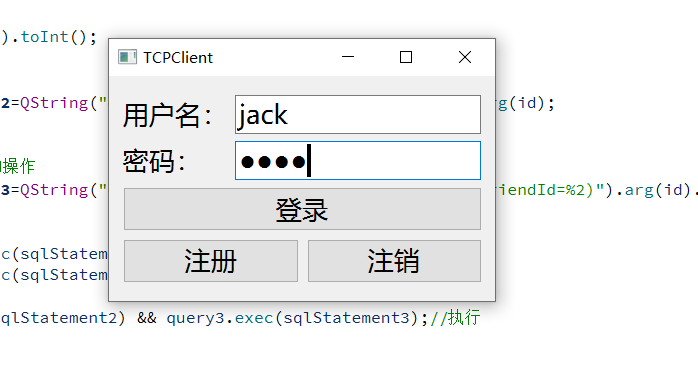 ).toInt();
TCPClient
2=QString("
rg(id);
用户名：
jack
密码：
操作
3=QString("
iendId=%2)").arg(id).
登录
c(sqlStatem
注册
注销
c(sqlStatem
qlStatement2) && query3.exec(sqlStatement3);//执行